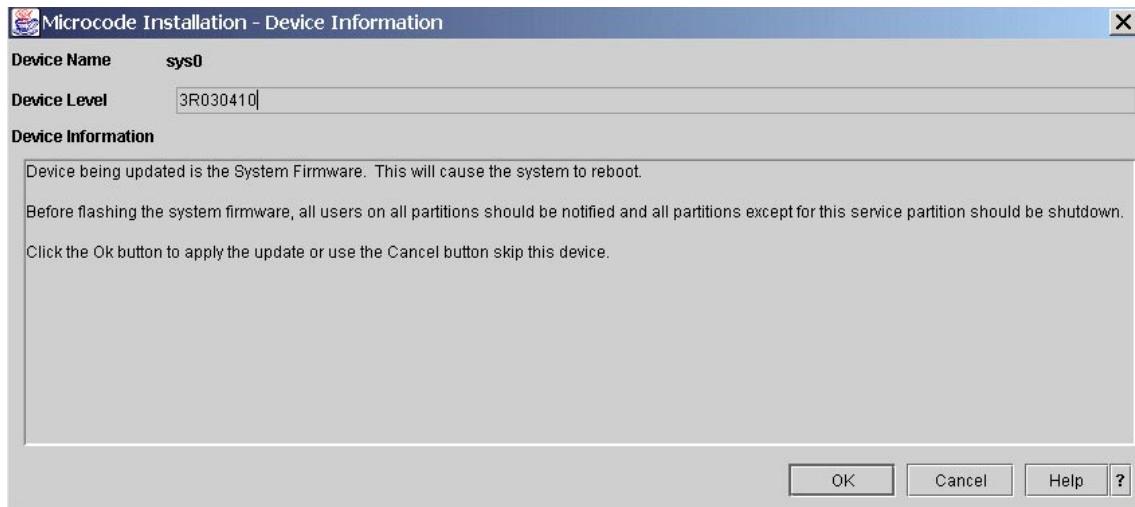 Microcode Installation - Device Information
Device Name sys0
Device Level 3R030410
Device Information
Device being updated is the System Firmware. This will cause the system to reboot.
Before flashing the system firmware, all users on all partitions should be notified and all partitions except for this service partition should be shutdown.
Click the Ok button to apply the update or use the Cancel button skip this device.
OK Cancel Help ?